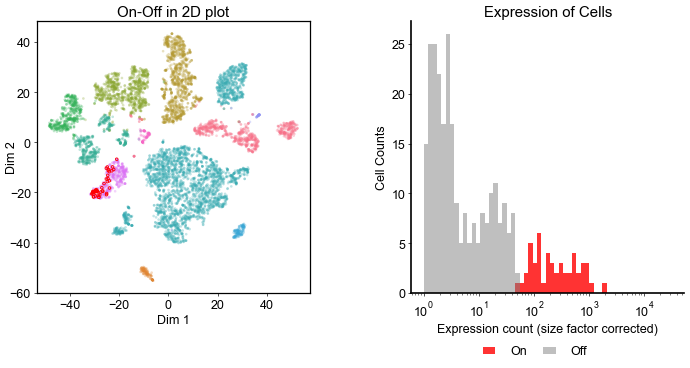 On-Off in 2D plot
40
20
0
−20
−40
−60
Dim 2
−40 −20 0 20 40
Dim 1
Expression of Cells
25
20
15
10
5
0
Cell Counts
10^0 10^1 10^2 10^3 10^4
Expression count (size factor corrected)
On Off